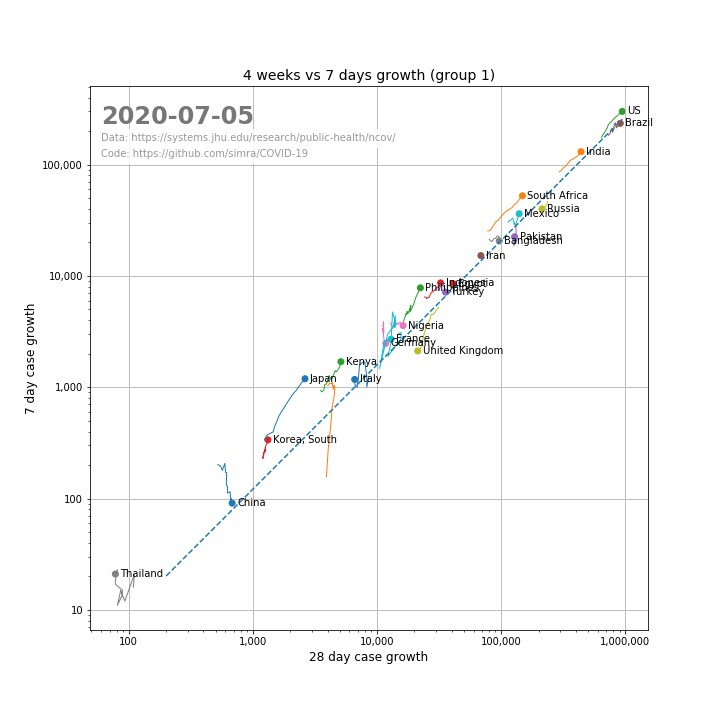 4 weeks vs 7 days growth (group 1)
2020-07-05
Data: https://systems.jhu.edu/research/public-health/ncov/
Code: https://github.com/simra/COVID-19
US
Brazil
India
South Africa
Russia
Mexico
Pakistan
Bangladesh
Iran
Indonesia
Egypt
Philippines
Turkey
Nigeria
France
Germany
United Kingdom
Kenya
Japan
Italy
Korea, South
China
Thailand
100,000
10,000
1,000
100
10
7 day case growth
100
1,000
10,000
100,000
1,000,000
28 day case growth